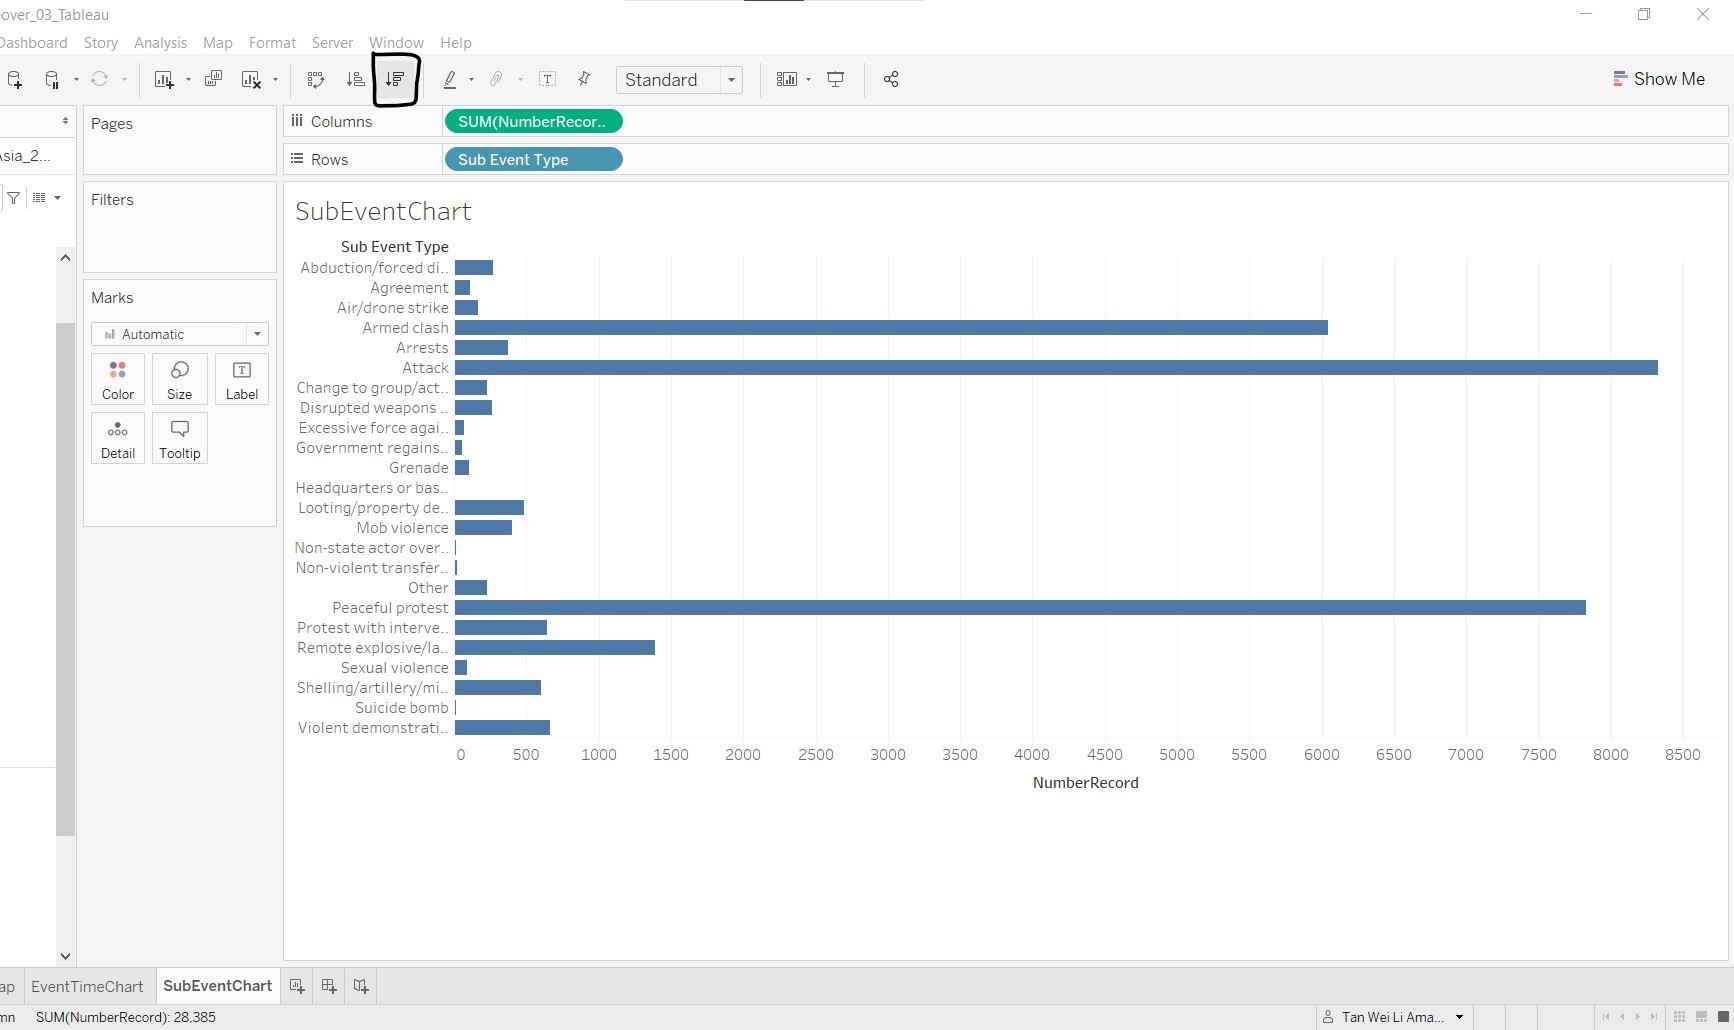 over_03_Tableau
Dashboard Story Analysis Map Format Server Window Help
Standard
Show Me
Pages
Columns SUM(NumberRecor..
Asia_2...
Rows Sub Event Type
Filters
SubEventChart
Sub Event Type
Abduction/forced di..
Agreement
Air/drone strike
Marks
Armed clash
Automatic
Arrests
Attack
Color Size Label
Change to group/act..
Disrupted weapons ..
Excessive force agai..
Government regains..
Detail Tooltip
Grenade
Headquarters or bas..
Looting/property de..
Mob violence
Non-state actor over..
Non-violent transfer..
Other
Peaceful protest
Protest with interve..
Remote explosive/la..
Sexual violence
Shelling/artillery/mi..
Suicide bomb
Violent demonstrati..
0 500 1000 1500 2000 2500 3000 3500 4000 4500 5000 5500 6000 6500 7000 7500 8000 8500
NumberRecord
ap EventTimeChart SubEventChart
mn SUM(NumberRecord): 28,385
Tan Wei Li Ama...